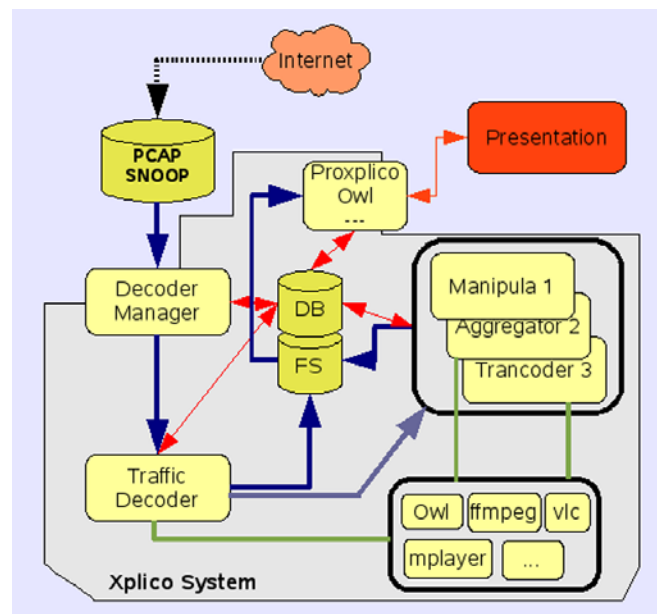 Internet
PCAP
SNOOP
Presentation
Proxplico
Owl
...
Decoder
Manager
DB
FS
Manipula 1
Aggregator 2
Trancoder 3
Traffic
Decoder
Owl
ffmpeg
vlc
mplayer
...
Xplico System